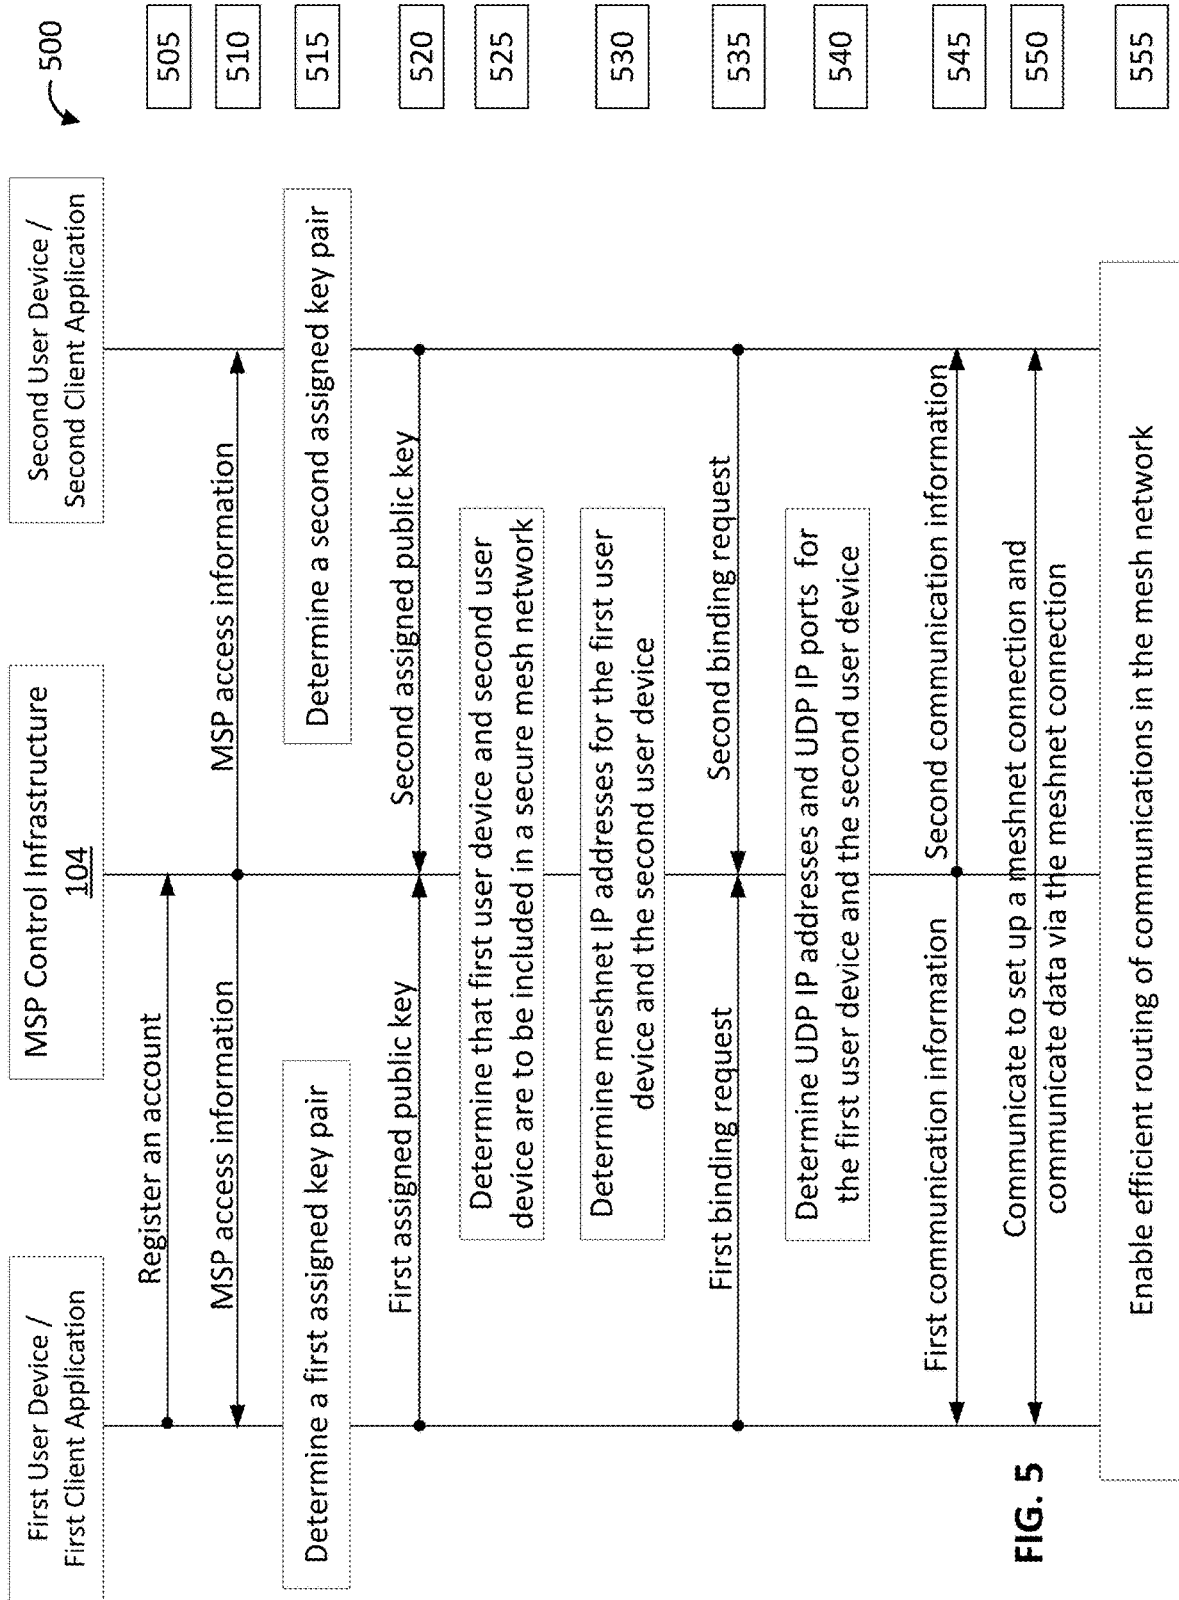 First User Device /
First Client Application
MSP Control Infrastructure
104
Second User Device /
Second Client Application
500
Register an account
505
MSP access information
MSP access information
510
Determine a first assigned key pair
Determine a second assigned key pair
515
First assigned public key
Second assigned public key
520
Determine that first user device and second user
device are to be included in a secure mesh network
525
Determine meshnet IP addresses for the first user
device and the second user device
530
First binding request
Second binding request
535
Determine UDP IP addresses and UDP IP ports for
the first user device and the second user device
540
First communication information
Second communication information
545
Communicate to set up a meshnet connection and
communicate data via the meshnet connection
550
Enable efficient routing of communications in the mesh network
555
FIG. 5